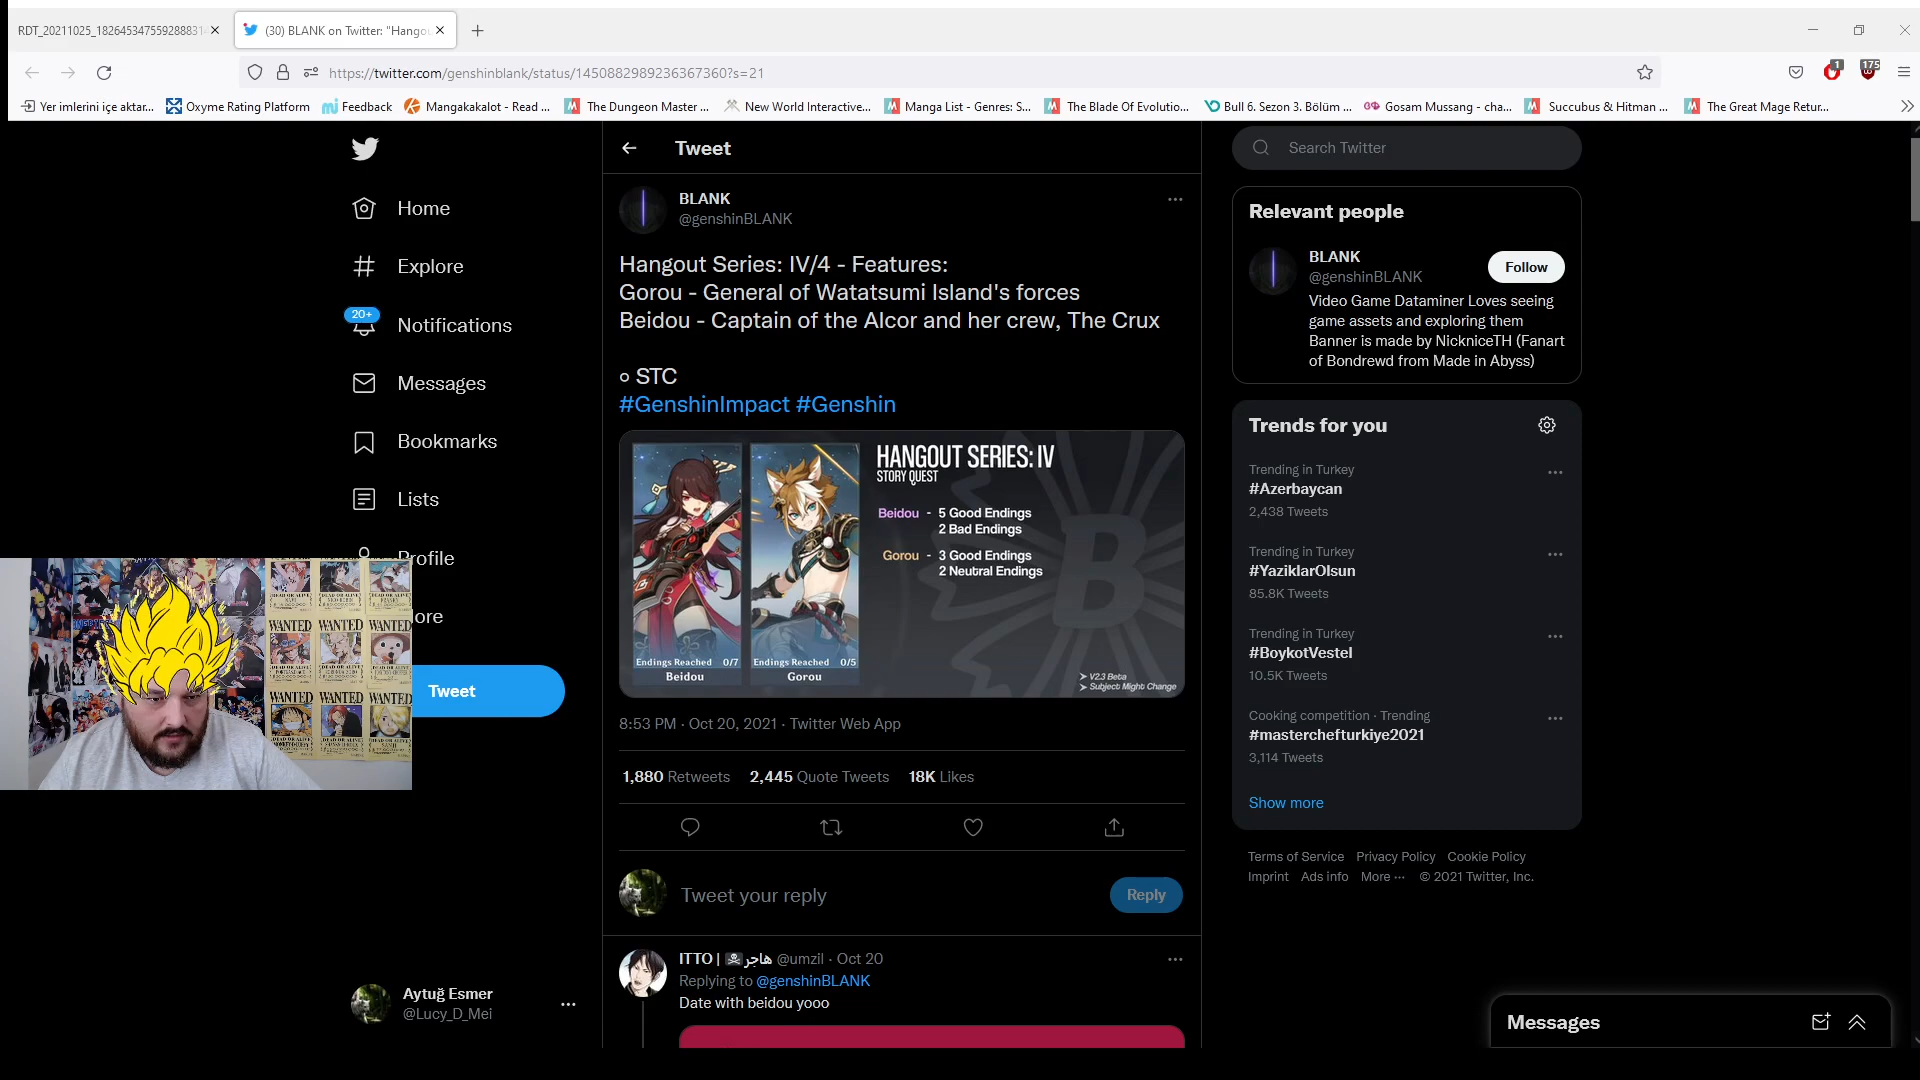 RDT_20211025_1826453475592888314
(30) BLANK on Twitter: "Hangou
https://twitter.com/genshinblank/status/1450882989236367360?s=21
1
175
Yer imlerini içe aktar...
Oxyme Rating Platform
Feedback
Mangakakalot - Read ...
The Dungeon Master ...
New World Interactive...
Manga List - Genres: S...
The Blade Of Evolutio...
Bull 6. Sezon 3. Bölüm ...
Gosam Mussang - cha...
Succubus & Hitman ...
The Great Mage Retur...
Home
Explore
20+
Notifications
Messages
Bookmarks
Lists
Profile
ore
Tweet
Aytuğ Esmer
@Lucy_D_Mei
WANTED WANTED WANTED
WANTED WANTED WANTED
Tweet
BLANK
@genshinBLANK
Hangout Series: IV/4 - Features:
Gorou - General of Watatsumi Island's forces
Beidou - Captain of the Alcor and her crew, The Crux
○ STC
#GenshinImpact #Genshin
HANGOUT SERIES: IV
STORY QUEST
Beidou - 5 Good Endings
2 Bad Endings
Gorou - 3 Good Endings
2 Neutral Endings
B
Endings Reached 0/7
Beidou
Endings Reached 0/5
Gorou
➤ V2.3 Beta
➤ Subject Might Change
8:53 PM · Oct 20, 2021 · Twitter Web App
1,880 Retweets 2,445 Quote Tweets 18K Likes
Tweet your reply
Reply
ITTO | 🏴‍☠️هاجر @umzil · Oct 20
Replying to @genshinBLANK
Date with beidou yooo
Search Twitter
Relevant people
BLANK
@genshinBLANK
Follow
Video Game Dataminer Loves seeing
game assets and exploring them
Banner is made by NickniceTH (Fanart
of Bondrewd from Made in Abyss)
Trends for you
Trending in Turkey
#Azerbaycan
2,438 Tweets
Trending in Turkey
#YaziklarOlsun
85.8K Tweets
Trending in Turkey
#BoykotVestel
10.5K Tweets
Cooking competition · Trending
#masterchefturkiye2021
3,114 Tweets
Show more
Terms of Service Privacy Policy Cookie Policy
Imprint Ads info More ··· © 2021 Twitter, Inc.
Messages